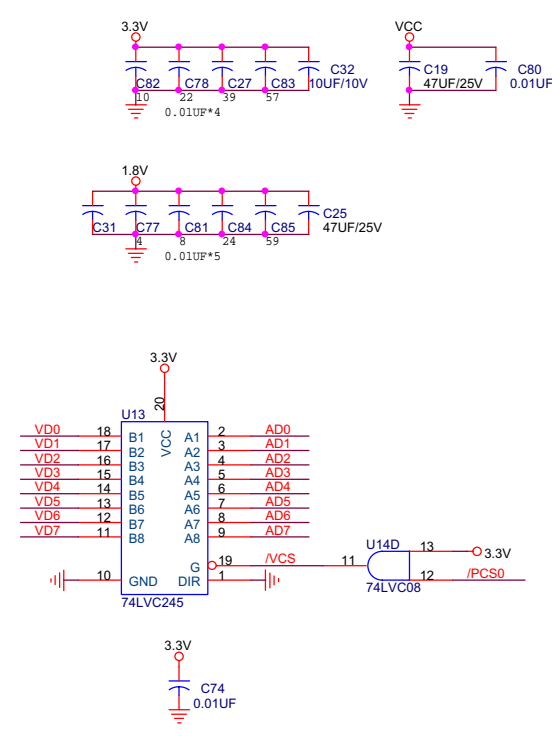 3.3V
VCC
C82 C78 C27 C83 C32
10UF/10V
10 22 39 57
0.01UF*4
C19 C80
47UF/25V 0.01UF
1.8V
C31 C77 C81 C84 C85 C25
47UF/25V
4 8 24 59
0.01UF*5
3.3V
20
U13
VCC
VD0 18 B1 A1 2 AD0
VD1 17 B2 A2 3 AD1
VD2 16 B3 A3 4 AD2
VD3 15 B4 A4 5 AD3
VD4 14 B5 A5 6 AD4
VD5 13 B6 A6 7 AD5
VD6 12 B7 A7 8 AD6
VD7 11 B8 A8 9 AD7
G 19 /VCS 11 U14D 13 3.3V
10 GND DIR 1
12 /PCS0
74LVC08
74LVC245
3.3V
C74
0.01UF